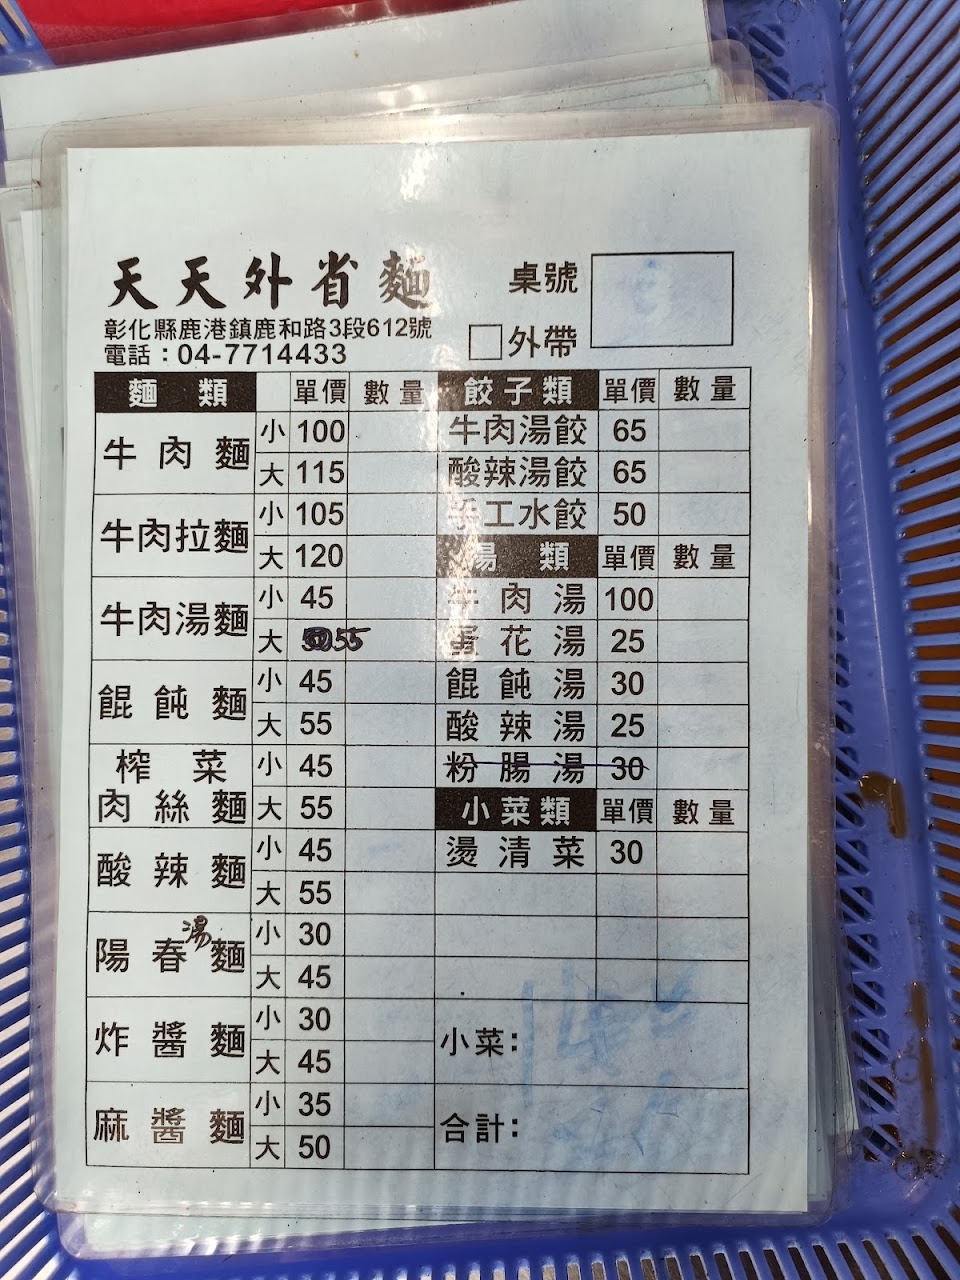 天天外省麵
彰化縣鹿港鎮鹿和路3段612號
電話：04-7714433
桌號
外帶
麵類 單價 數量
牛肉麵 小 100
大 115
牛肉拉麵 小 105
大 120
牛肉湯麵 小 45
大 55
餛飩麵 小 45
大 55
榨菜肉絲麵 小 45
大 55
酸辣麵 小 45
大 55
陽春湯麵 小 30
大 45
炸醬麵 小 30
大 45
麻醬麵 小 35
大 50
餃子類 單價 數量
牛肉湯餃 65
酸辣湯餃 65
手工水餃 50
湯類 單價 數量
牛肉湯 100
蛋花湯 25
餛飩湯 30
酸辣湯 25
粉腸湯 30
小菜類 單價 數量
燙清菜 30
小菜：
合計：